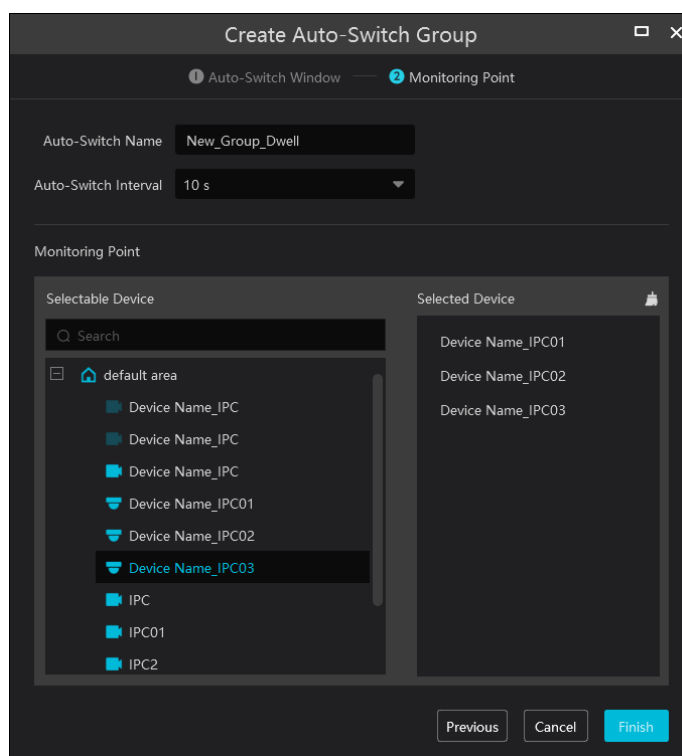 Create Auto-Switch Group
1 Auto-Switch Window 2 Monitoring Point
Auto-Switch Name New_Group_Dwell
Auto-Switch Interval 10 s
Monitoring Point
Selectable Device
Search
default area
Device Name_IPC
Device Name_IPC
Device Name_IPC
Device Name_IPC01
Device Name_IPC02
Device Name_IPC03
IPC
IPC01
IPC2
Selected Device
Device Name_IPC01
Device Name_IPC02
Device Name_IPC03
Previous Cancel Finish